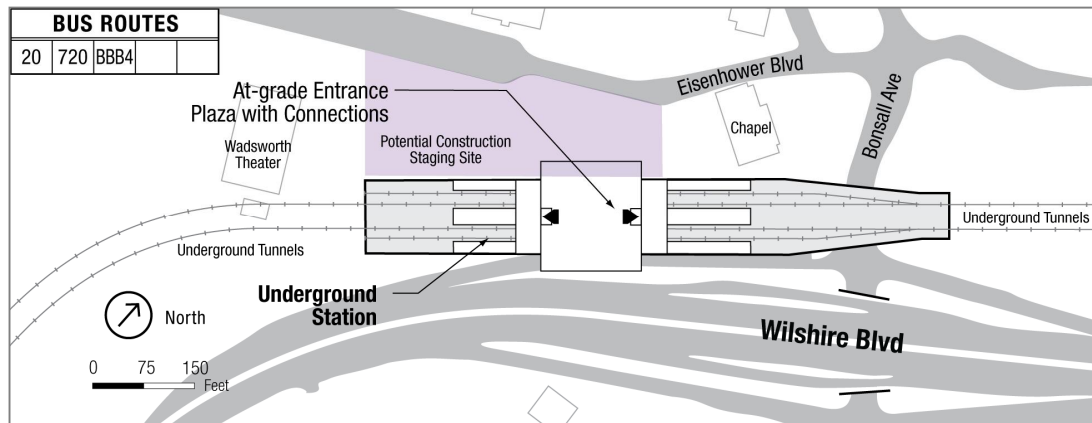 BUS ROUTES
20 720 BBB4
At-grade Entrance
Plaza with Connections
Wadsworth
Theater
Potential Construction
Staging Site
Eisenhower Blvd
Chapel
Bonsall Ave
Underground Tunnels
Underground Tunnels
Underground
Station
North
Wilshire Blvd
0 75 150
Feet